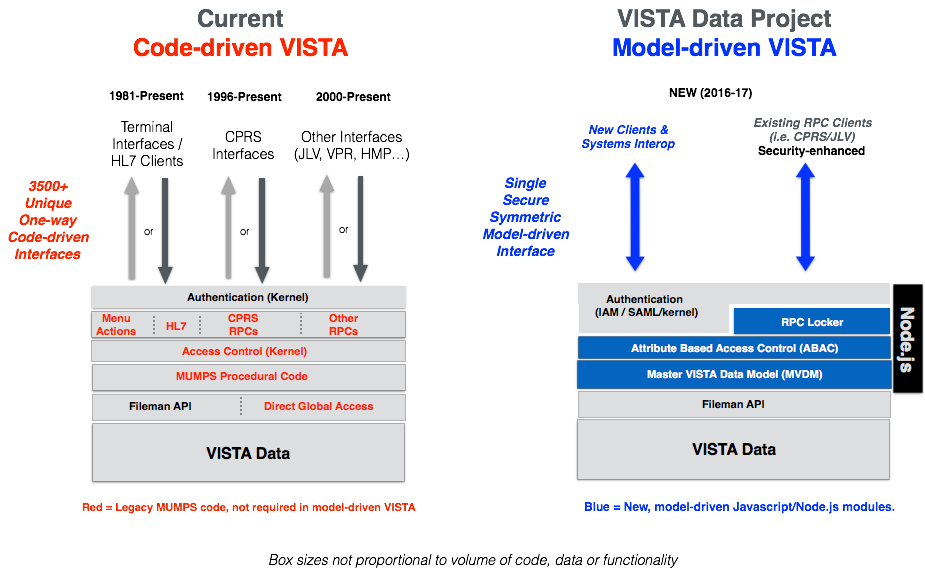 Current
Code-driven VISTA
1981-Present
1996-Present
2000-Present
Terminal
Interfaces /
HL7 Clients
CPRS
Interfaces
Other Interfaces
(JLV, VPR, HMP…)
3500+
Unique
One-way
Code-driven
Interfaces
or
or
or
Authentication (Kernel)
Menu
Actions
HL7
CPRS
RPCs
Other
RPCs
Access Control (Kernel)
MUMPS Procedural Code
Fileman API
Direct Global Access
VISTA Data
Red = Legacy MUMPS code, not required in model-driven VISTA
VISTA Data Project
Model-driven VISTA
NEW (2016-17)
New Clients &
Systems Interop
Existing RPC Clients
(i.e. CPRS/JLV)
Security-enhanced
Single
Secure
Symmetric
Model-driven
Interface
Authentication
(IAM / SAML/kernel)
RPC Locker
Attribute Based Access Control (ABAC)
Master VISTA Data Model (MVDM)
Fileman API
VISTA Data
Node.js
Blue = New, model-driven Javascript/Node.js modules.
Box sizes not proportional to volume of code, data or functionality